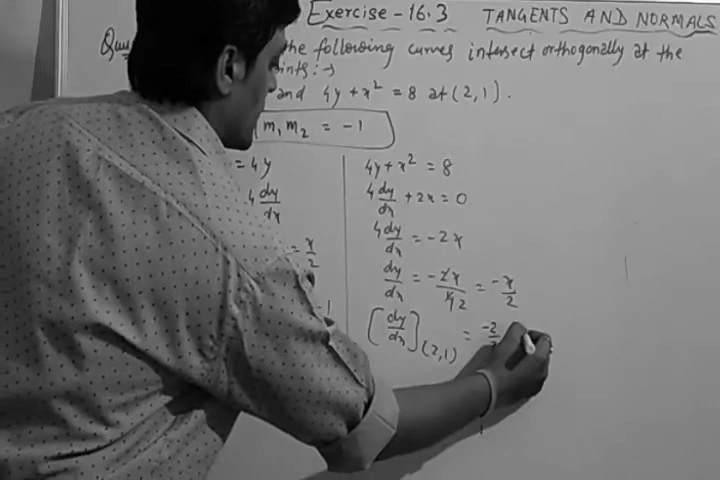 Exercise - 16.3 TANGENTS AND NORMALS
the following curves intersect orthogonally at the
and 4y + x² = 8 at (2, 1).
m₁ m₂ = -1
= 4y
4 dy/dx
= x/2
-1
4y + x² = 8
4 dy/dx + 2x = 0
4 dy/dx = -2x
dy/dx = -2x/4 2 = -x/2
[dy/dx](2,1) = -2/2